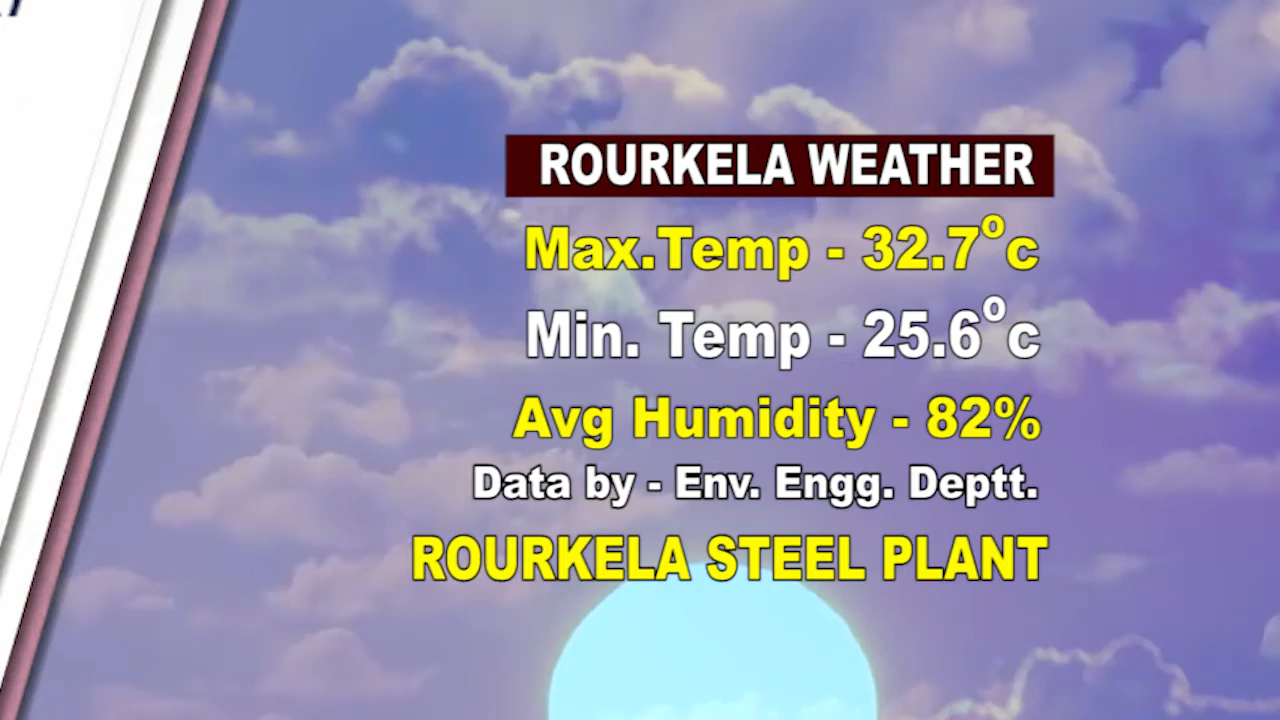 ROURKELA WEATHER
Max.Temp - 32.7°c
Min. Temp - 25.6°c
Avg Humidity - 82%
Data by - Env. Engg. Deptt.
ROURKELA STEEL PLANT